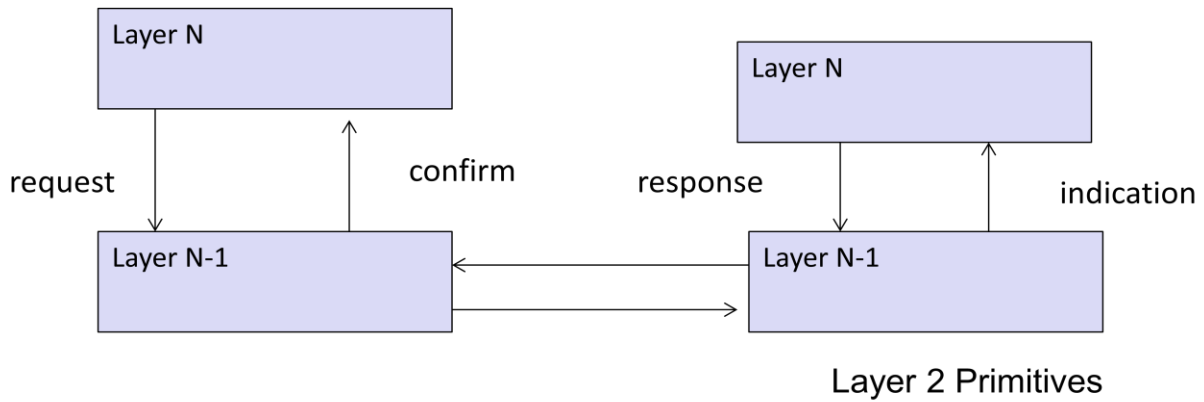 Layer N
Layer N
request
confirm
response
indication
Layer N-1
Layer N-1
Layer 2 Primitives